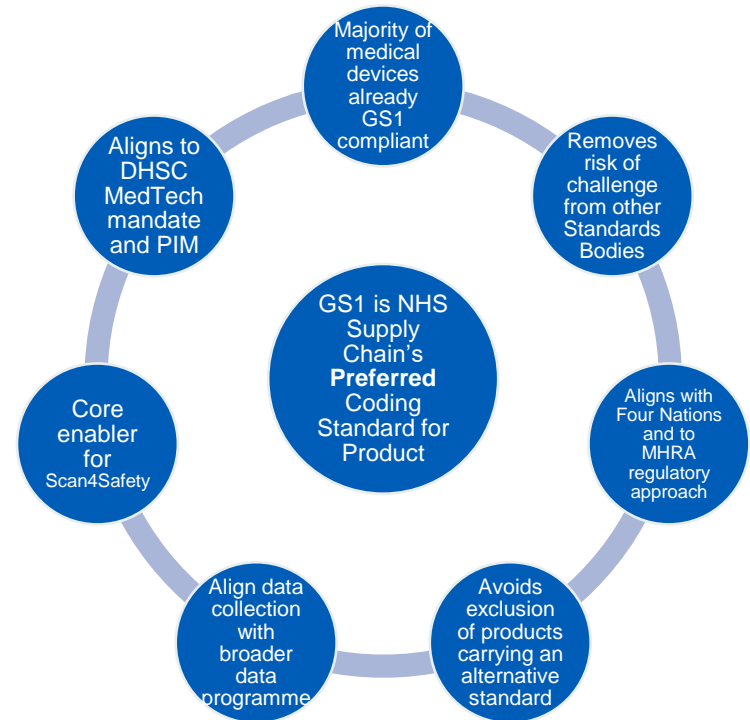 Majority of
medical
devices
already
GS1
compliant
Removes
risk of
challenge
from other
Standards
Bodies
Aligns with
Four Nations
and to
MHRA
regulatory
approach
Avoids
exclusion
of products
carrying an
alternative
standard
Align data
collection
with
broader
data
programme
Core
enabler
for
Scan4Safety
Aligns to
DHSC
MedTech
mandate
and PIM
GS1 is NHS
Supply
Chain's
Preferred
Coding
Standard for
Product